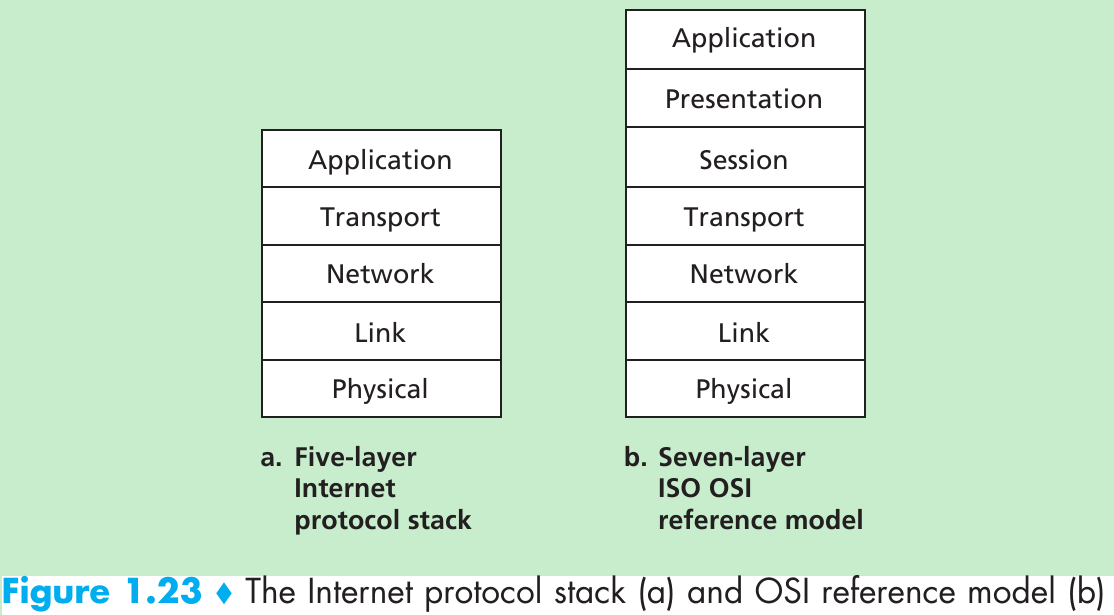 Application
Transport
Network
Link
Physical
a. Five-layer
Internet
protocol stack
Application
Presentation
Session
Transport
Network
Link
Physical
b. Seven-layer
ISO OSI
reference model
Figure 1.23 ♦ The Internet protocol stack (a) and OSI reference model (b)